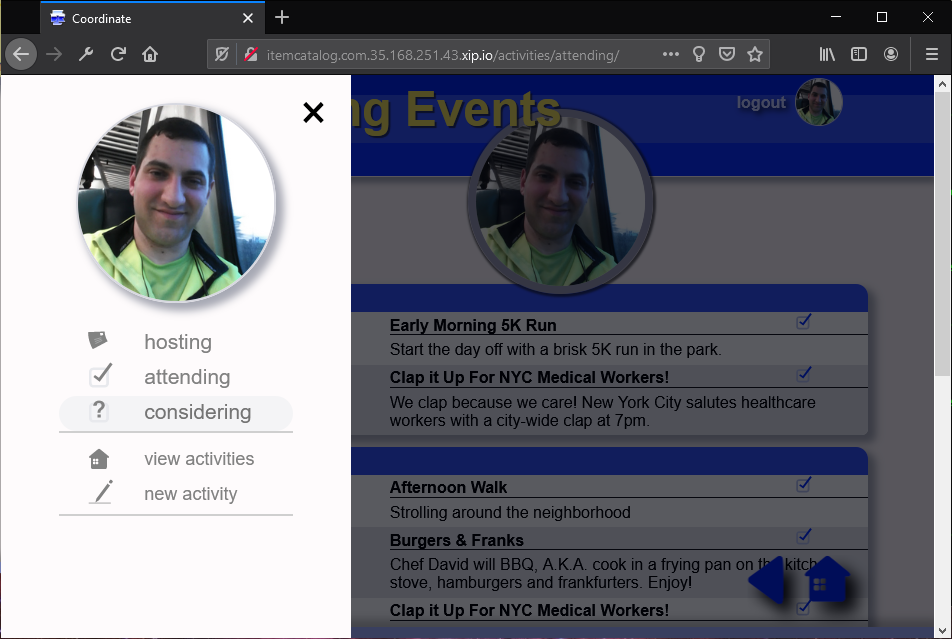 Coordinate
itemcatalog.com.35.168.251.43.xip.io/activities/attending/
ng Events
logout
hosting
attending
considering
view activities
new activity
Early Morning 5K Run
Start the day off with a brisk 5K run in the park.
Clap it Up For NYC Medical Workers!
We clap because we care! New York City salutes healthcare
workers with a city-wide clap at 7pm.
Afternoon Walk
Strolling around the neighborhood
Burgers & Franks
Chef David will BBQ, A.K.A. cook in a frying pan on the kitch
stove, hamburgers and frankfurters. Enjoy!
Clap it Up For NYC Medical Workers!